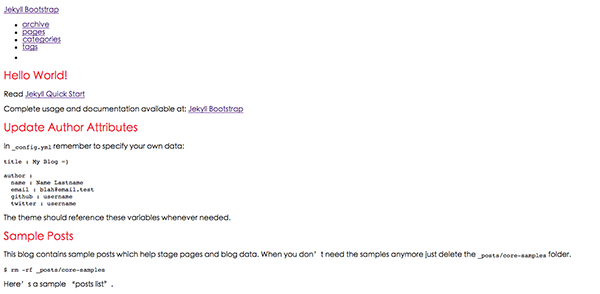 Jekyll Bootstrap
archive
pages
categories
tags
Hello World!
Read Jekyll Quick Start
Complete usage and documentation available at: Jekyll Bootstrap
Update Author Attributes
In _config.yml remember to specify your own data:
title : My Blog =)
author :
name : Name Lastname
email : blah@email.test
github : username
twitter : username
The theme should reference these variables whenever needed.
Sample Posts
This blog contains sample posts which help stage pages and blog data. When you don’t need the samples anymore just delete the _posts/core-samples folder.
$ rm -rf _posts/core-samples
Here’s a sample “posts list”.